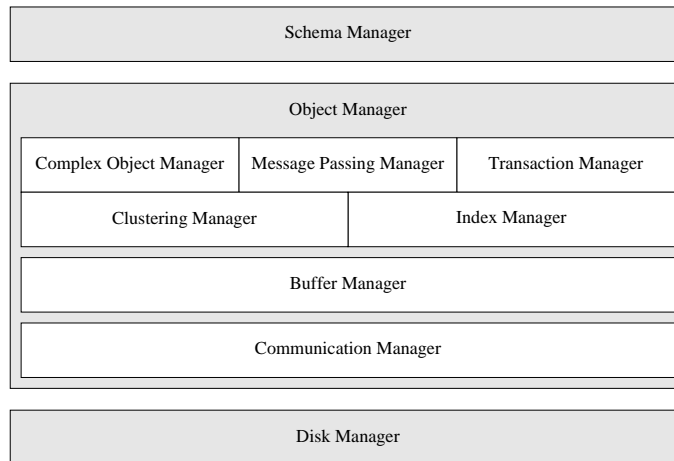 Schema Manager
Object Manager
Complex Object Manager
Message Passing Manager
Transaction Manager
Clustering Manager
Index Manager
Buffer Manager
Communication Manager
Disk Manager